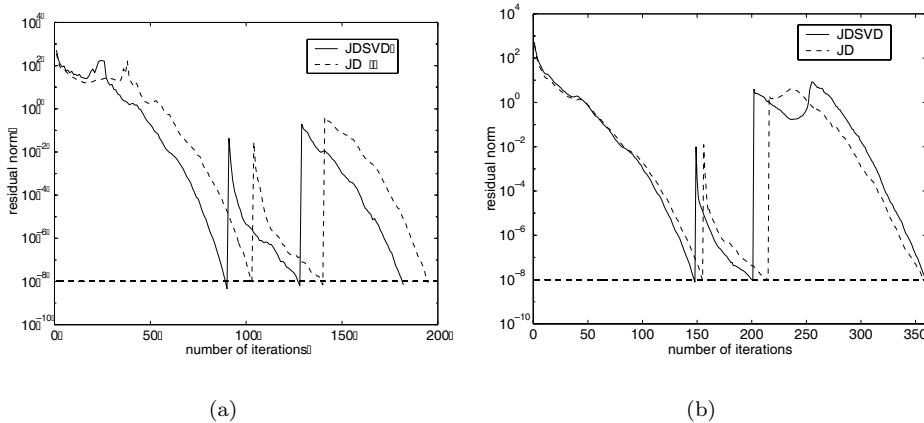 10^4
10^2
10^0
10^-2
10^-4
10^-6
10^-8
10^-10
residual norm
0 50 100 150 200
number of iterations
JDSVD
JD
(a)
10^4
10^2
10^0
10^-2
10^-4
10^-6
10^-8
10^-10
residual norm
0 50 100 150 200 250 300 350
number of iterations
JDSVD
JD
(b)